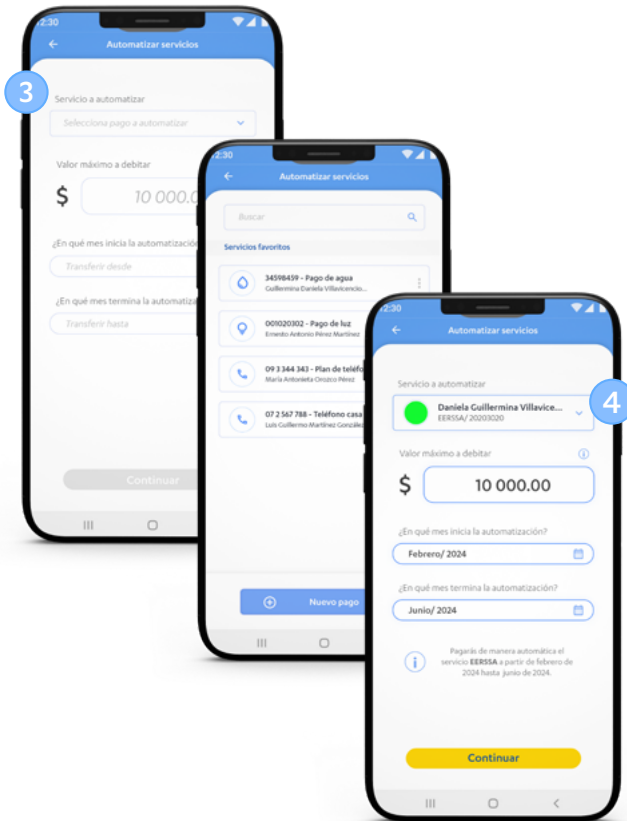 3
12:30
Automatizar servicios
Servicio a automatizar
Selecciona pago a automatizar
Valor máximo a debitar
$ 10 000.0
¿En qué mes inicia la automatización
Transferir desde
¿En qué mes termina la automatiza
Transferir hasta
Continuar
2:30
Automatizar servicios
Buscar
Servicios favoritos
34598459 - Pago de agua
Guillermina Daniela Villavicencio...
001020302 - Pago de luz
Ernesto Antonio Pérez Martínez
09 3 344 343 - Plan de teléfo
María Antonieta Orozco Pérez
07 2 567 788 - Teléfono casa
Luis Guillermo Martínez González
Nuevo pago
4
2:30
Automatizar servicios
Servicio a automatizar
Daniela Guillermina Villavice...
EERSSA/ 20203020
Valor máximo a debitar
$ 10 000.00
¿En qué mes inicia la automatización?
Febrero/ 2024
¿En qué mes termina la automatización?
Junio/ 2024
Pagarás de manera automática el
servicio EERSSA a partir de febrero de
2024 hasta junio de 2024.
Continuar